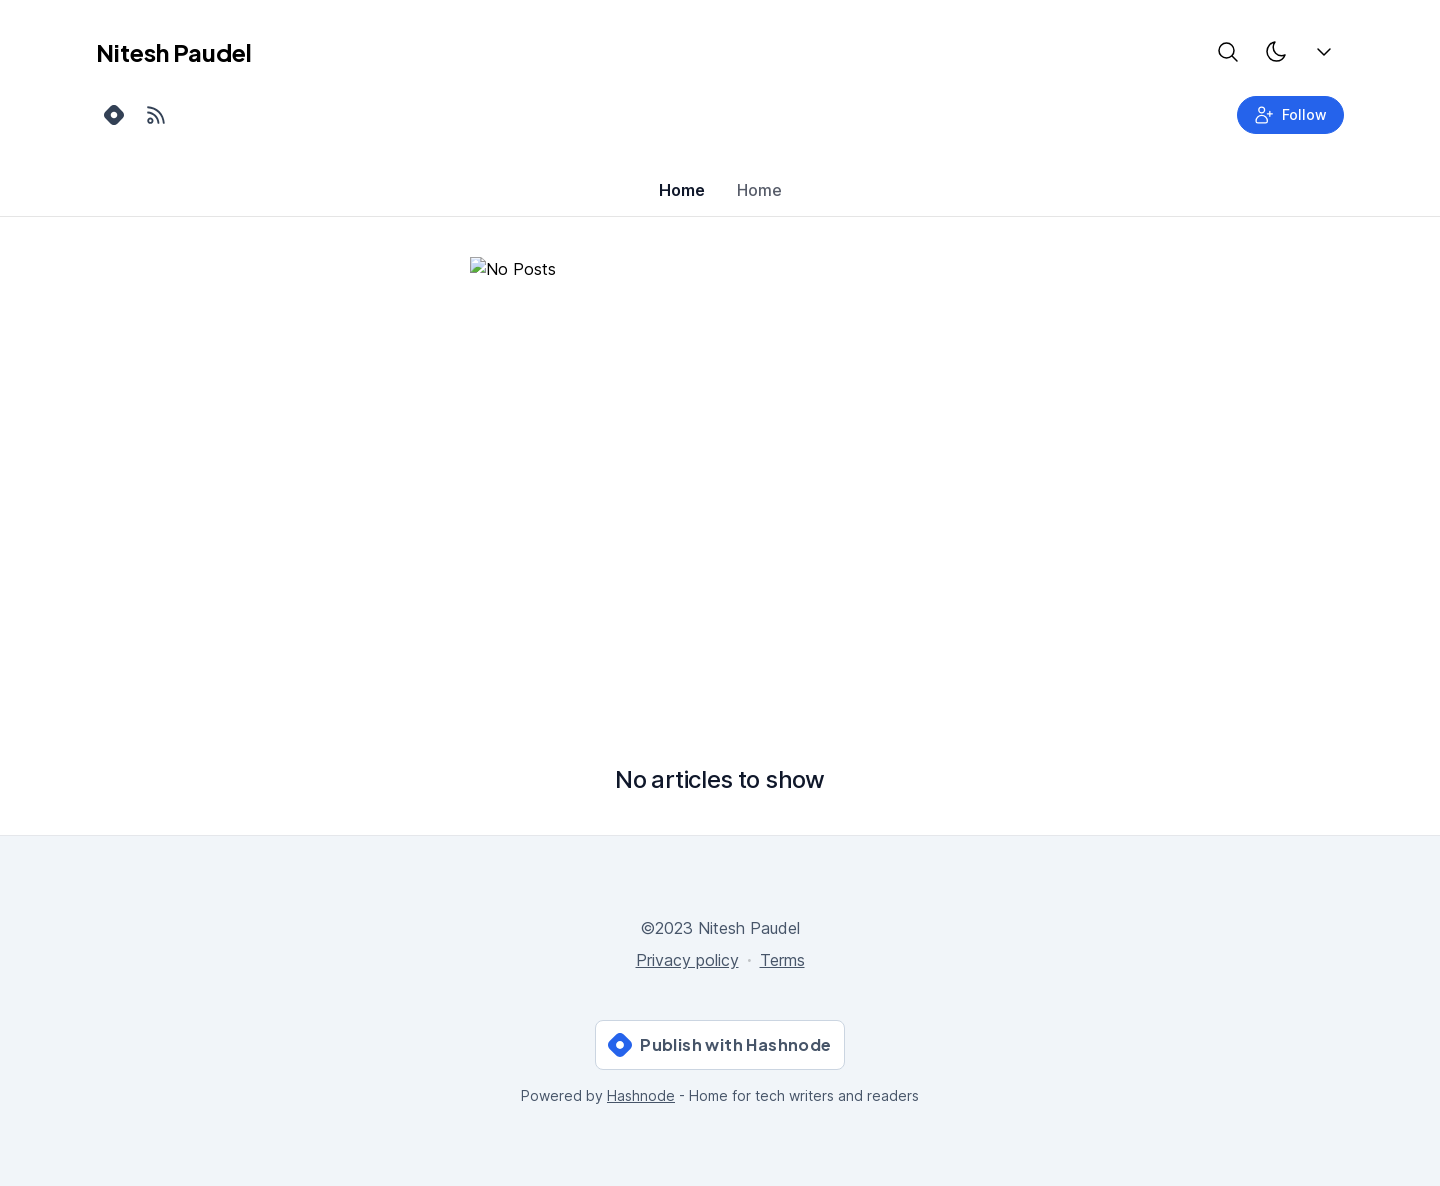 Nitesh Paudel
Follow
Home Home
No Posts
No articles to show
©2023 Nitesh Paudel
Privacy policy · Terms
Publish with Hashnode
Powered by Hashnode - Home for tech writers and readers